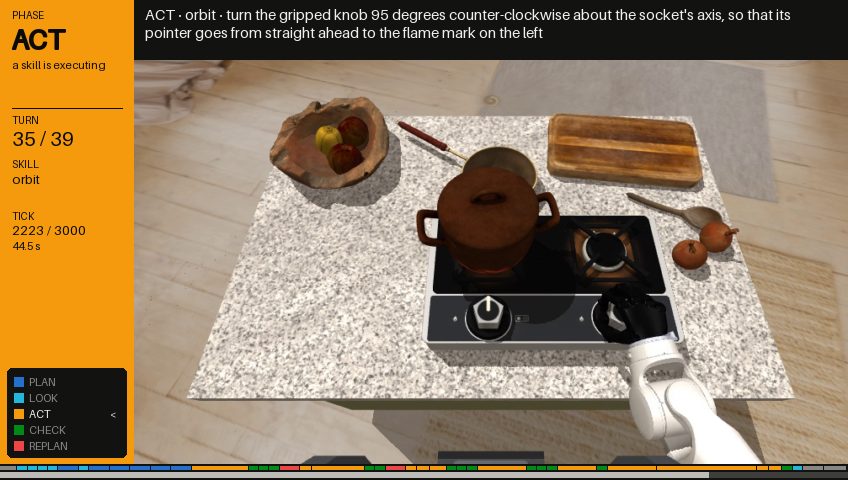 PHASE
ACT
a skill is executing
TURN
35 / 39
SKILL
orbit
TICK
2223 / 3000
44.5 s
PLAN
LOOK
ACT <
CHECK
REPLAN
ACT · orbit · turn the gripped knob 95 degrees counter-clockwise about the socket's axis, so that its
pointer goes from straight ahead to the flame mark on the left